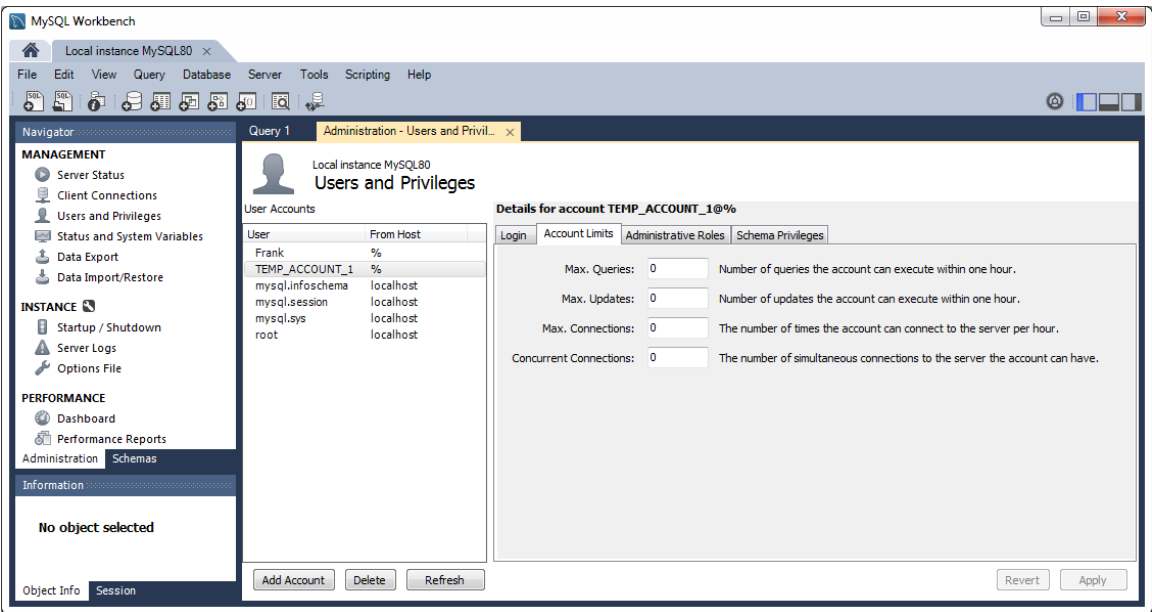 MySQL Workbench
Local instance MySQL80
File Edit View Query Database Server Tools Scripting Help
Navigator
MANAGEMENT
Server Status
Client Connections
Users and Privileges
Status and System Variables
Data Export
Data Import/Restore
INSTANCE
Startup / Shutdown
Server Logs
Options File
PERFORMANCE
Dashboard
Performance Reports
Administration Schemas
Information
No object selected
Object Info Session
Query 1 Administration - Users and Privil...
Local instance MySQL80
Users and Privileges
User Accounts
User From Host
Frank %
TEMP_ACCOUNT_1 %
mysql.infoschema localhost
mysql.session localhost
mysql.sys localhost
root localhost
Add Account Delete Refresh
Details for account TEMP_ACCOUNT_1@%
Login Account Limits Administrative Roles Schema Privileges
Max. Queries: 0 Number of queries the account can execute within one hour.
Max. Updates: 0 Number of updates the account can execute within one hour.
Max. Connections: 0 The number of times the account can connect to the server per hour.
Concurrent Connections: 0 The number of simultaneous connections to the server the account can have.
Revert Apply